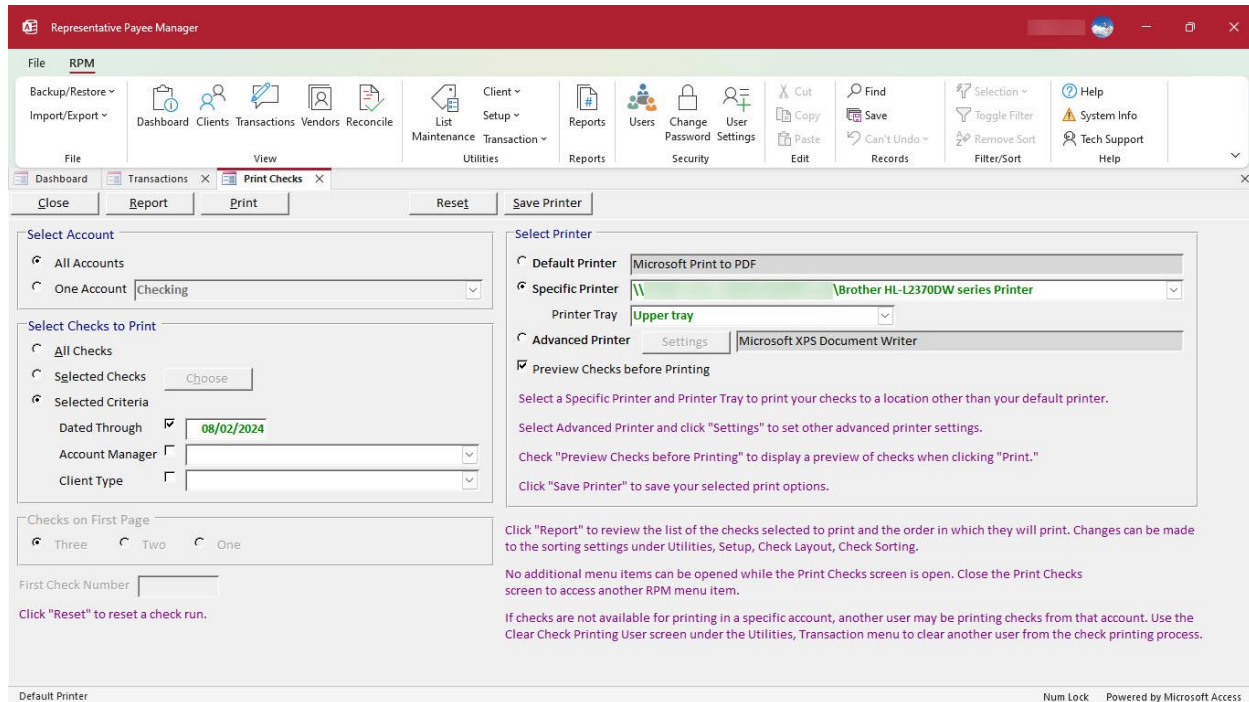 Representative Payee Manager
File RPM
Backup/Restore
Import/Export
Dashboard Clients Transactions Vendors Reconcile
List Maintenance
Client
Setup
Transaction
Reports
Users Change Password User Settings
Cut
Copy
Paste
Find
Save
Can't Undo
Selection
Toggle Filter
Remove Sort
Help
System Info
Tech Support
File View Utilities Reports Security Edit Records Filter/Sort Help
Dashboard Transactions Print Checks
Close Report Print Reset Save Printer
Select Account
All Accounts
One Account Checking
Select Checks to Print
All Checks
Selected Checks Choose
Selected Criteria
Dated Through 08/02/2024
Account Manager
Client Type
Checks on First Page
Three Two One
First Check Number
Click "Reset" to reset a check run.
Select Printer
Default Printer Microsoft Print to PDF
Specific Printer \\ \Brother HL-L2370DW series Printer
Printer Tray Upper tray
Advanced Printer Settings Microsoft XPS Document Writer
Preview Checks before Printing
Select a Specific Printer and Printer Tray to print your checks to a location other than your default printer.
Select Advanced Printer and click "Settings" to set other advanced printer settings.
Check "Preview Checks before Printing" to display a preview of checks when clicking "Print."
Click "Save Printer" to save your selected print options.
Click "Report" to review the list of the checks selected to print and the order in which they will print. Changes can be made
to the sorting settings under Utilities, Setup, Check Layout, Check Sorting.
No additional menu items can be opened while the Print Checks screen is open. Close the Print Checks
screen to access another RPM menu item.
If checks are not available for printing in a specific account, another user may be printing checks from that account. Use the
Clear Check Printing User screen under the Utilities, Transaction menu to clear another user from the check printing process.
Default Printer Num Lock Powered by Microsoft Access